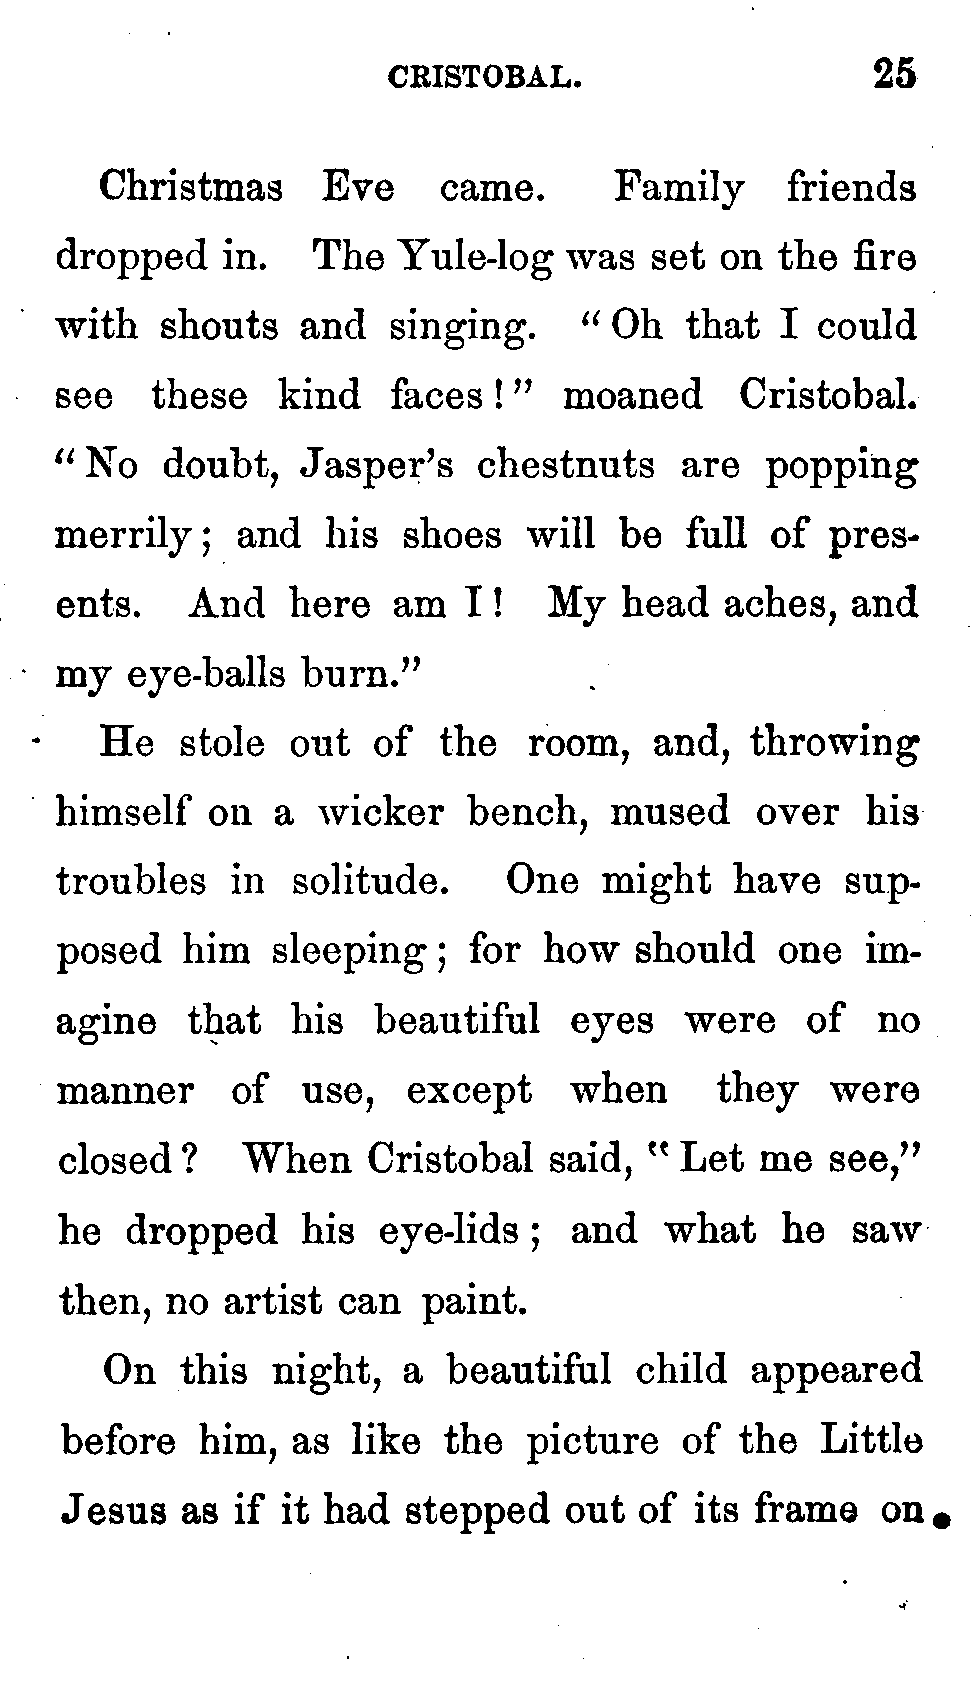 CRISTOBAL. 25
Christmas Eve came. Family friends
dropped in. The Yule-log was set on the fire
with shouts and singing. "Oh that I could
see these kind faces!" moaned Cristobal.
"No doubt, Jasper's chestnuts are popping
merrily; and his shoes will be full of pres-
ents. And here am I! My head aches, and
my eye-balls burn."
He stole out of the room, and, throwing
himself on a wicker bench, mused over his
troubles in solitude. One might have sup-
posed him sleeping; for how should one im-
agine that his beautiful eyes were of no
manner of use, except when they were
closed? When Cristobal said, "Let me see,"
he dropped his eye-lids; and what he saw
then, no artist can paint.
On this night, a beautiful child appeared
before him, as like the picture of the Little
Jesus as if it had stepped out of its frame on